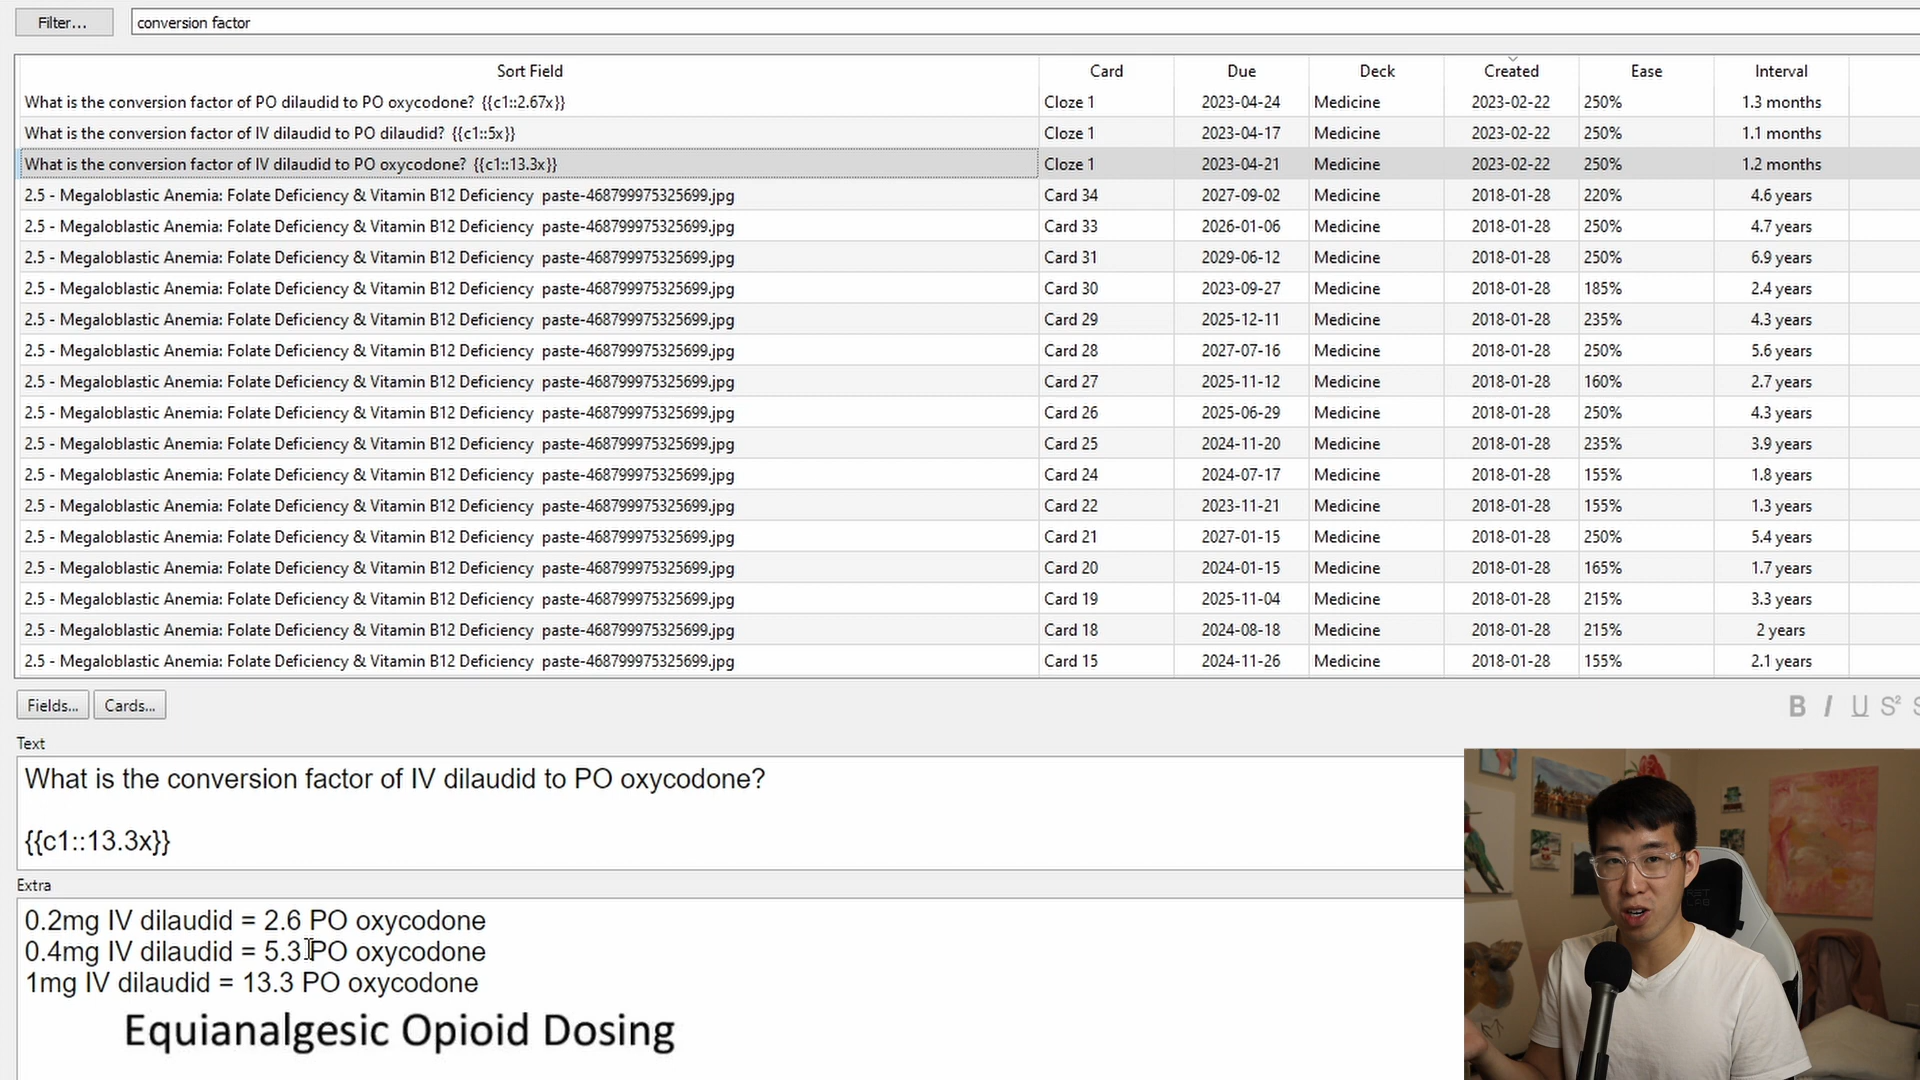 Filter...
conversion factor
Sort Field Card Due Deck Created Ease Interval
What is the conversion factor of PO dilaudid to PO oxycodone? {{c1::2.67x}} Cloze 1 2023-04-24 Medicine 2023-02-22 250% 1.3 months
What is the conversion factor of IV dilaudid to PO dilaudid? {{c1::5x}} Cloze 1 2023-04-17 Medicine 2023-02-22 250% 1.1 months
What is the conversion factor of IV dilaudid to PO oxycodone? {{c1::13.3x}} Cloze 1 2023-04-21 Medicine 2023-02-22 250% 1.2 months
2.5 - Megaloblastic Anemia: Folate Deficiency & Vitamin B12 Deficiency paste-468799975325699.jpg Card 34 2027-09-02 Medicine 2018-01-28 220% 4.6 years
2.5 - Megaloblastic Anemia: Folate Deficiency & Vitamin B12 Deficiency paste-468799975325699.jpg Card 33 2026-01-06 Medicine 2018-01-28 250% 4.7 years
2.5 - Megaloblastic Anemia: Folate Deficiency & Vitamin B12 Deficiency paste-468799975325699.jpg Card 31 2029-06-12 Medicine 2018-01-28 250% 6.9 years
2.5 - Megaloblastic Anemia: Folate Deficiency & Vitamin B12 Deficiency paste-468799975325699.jpg Card 30 2023-09-27 Medicine 2018-01-28 185% 2.4 years
2.5 - Megaloblastic Anemia: Folate Deficiency & Vitamin B12 Deficiency paste-468799975325699.jpg Card 29 2025-12-11 Medicine 2018-01-28 235% 4.3 years
2.5 - Megaloblastic Anemia: Folate Deficiency & Vitamin B12 Deficiency paste-468799975325699.jpg Card 28 2027-07-16 Medicine 2018-01-28 250% 5.6 years
2.5 - Megaloblastic Anemia: Folate Deficiency & Vitamin B12 Deficiency paste-468799975325699.jpg Card 27 2025-11-12 Medicine 2018-01-28 160% 2.7 years
2.5 - Megaloblastic Anemia: Folate Deficiency & Vitamin B12 Deficiency paste-468799975325699.jpg Card 26 2025-06-29 Medicine 2018-01-28 250% 4.3 years
2.5 - Megaloblastic Anemia: Folate Deficiency & Vitamin B12 Deficiency paste-468799975325699.jpg Card 25 2024-11-20 Medicine 2018-01-28 235% 3.9 years
2.5 - Megaloblastic Anemia: Folate Deficiency & Vitamin B12 Deficiency paste-468799975325699.jpg Card 24 2024-07-17 Medicine 2018-01-28 155% 1.8 years
2.5 - Megaloblastic Anemia: Folate Deficiency & Vitamin B12 Deficiency paste-468799975325699.jpg Card 22 2023-11-21 Medicine 2018-01-28 155% 1.3 years
2.5 - Megaloblastic Anemia: Folate Deficiency & Vitamin B12 Deficiency paste-468799975325699.jpg Card 21 2027-01-15 Medicine 2018-01-28 250% 5.4 years
2.5 - Megaloblastic Anemia: Folate Deficiency & Vitamin B12 Deficiency paste-468799975325699.jpg Card 20 2024-01-15 Medicine 2018-01-28 165% 1.7 years
2.5 - Megaloblastic Anemia: Folate Deficiency & Vitamin B12 Deficiency paste-468799975325699.jpg Card 19 2025-11-04 Medicine 2018-01-28 215% 3.3 years
2.5 - Megaloblastic Anemia: Folate Deficiency & Vitamin B12 Deficiency paste-468799975325699.jpg Card 18 2024-08-18 Medicine 2018-01-28 215% 2 years
2.5 - Megaloblastic Anemia: Folate Deficiency & Vitamin B12 Deficiency paste-468799975325699.jpg Card 15 2024-11-26 Medicine 2018-01-28 155% 2.1 years
Fields... Cards... B I U S²
Text
What is the conversion factor of IV dilaudid to PO oxycodone?
{{c1::13.3x}}
Extra
0.2mg IV dilaudid = 2.6 PO oxycodone
0.4mg IV dilaudid = 5.3 PO oxycodone
1mg IV dilaudid = 13.3 PO oxycodone
Equianalgesic Opioid Dosing